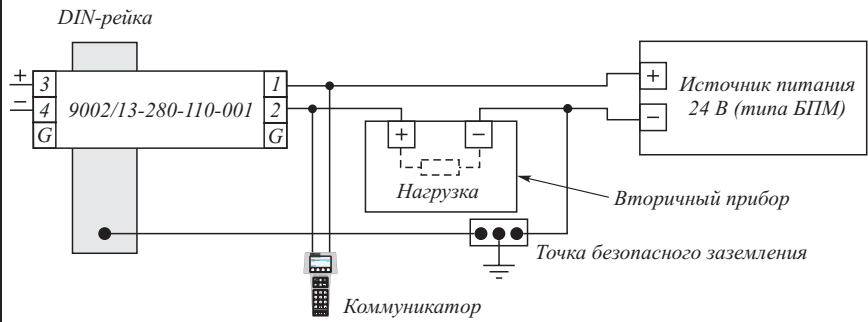 DIN-рейка
+ 3
− 4
G
9002/13-280-110-001
1
2
G
+
−
Источник питания
24 В (типа БПМ)
+ −
Нагрузка
Вторичный прибор
Точка безопасного заземления
Коммуникатор